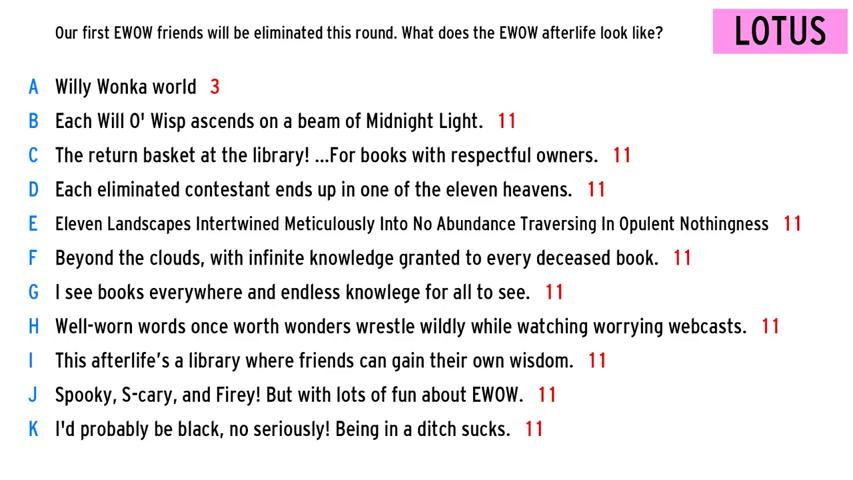 Our first EWOW friends will be eliminated this round. What does the EWOW afterlife look like?
LOTUS
A Willy Wonka world 3
B Each Will O' Wisp ascends on a beam of Midnight Light. 11
C The return basket at the library! ...For books with respectful owners. 11
D Each eliminated contestant ends up in one of the eleven heavens. 11
E Eleven Landscapes Intertwined Meticulously Into No Abundance Traversing In Opulent Nothingness 11
F Beyond the clouds, with infinite knowledge granted to every deceased book. 11
G I see books everywhere and endless knowlege for all to see. 11
H Well-worn words once worth wonders wrestle wildly while watching worrying webcasts. 11
I This afterlife's a library where friends can gain their own wisdom. 11
J Spooky, S-cary, and Firey! But with lots of fun about EWOW. 11
K I'd probably be black, no seriously! Being in a ditch sucks. 11